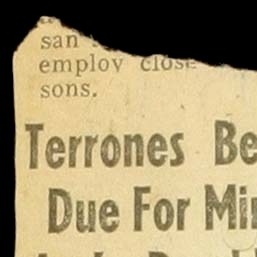 san
employ close
sons.
Terrones Be
Due For Mi